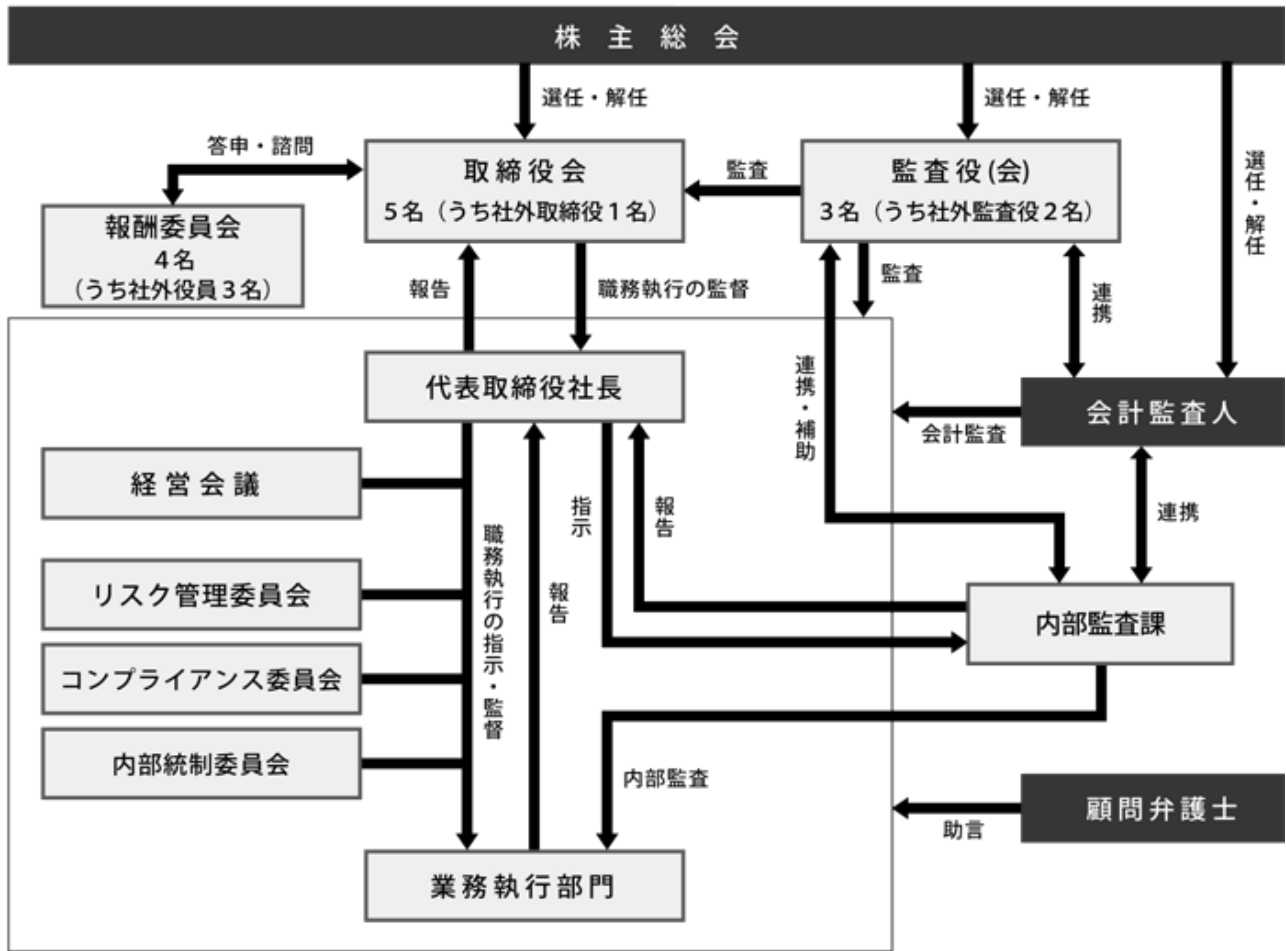 株主総会
選任・解任
選任・解任
選任・解任
答申・諮問
取締役会
5名（うち社外取締役1名）
監査
監査役(会)
3名（うち社外監査役2名）
報酬委員会
4名
（うち社外役員3名）
報告
職務執行の監督
監査
連携
代表取締役社長
連携・補助
会計監査人
会計監査
経営会議
指示
報告
連携
職務執行の指示・監督
報告
リスク管理委員会
内部監査課
コンプライアンス委員会
内部統制委員会
内部監査
顧問弁護士
助言
業務執行部門